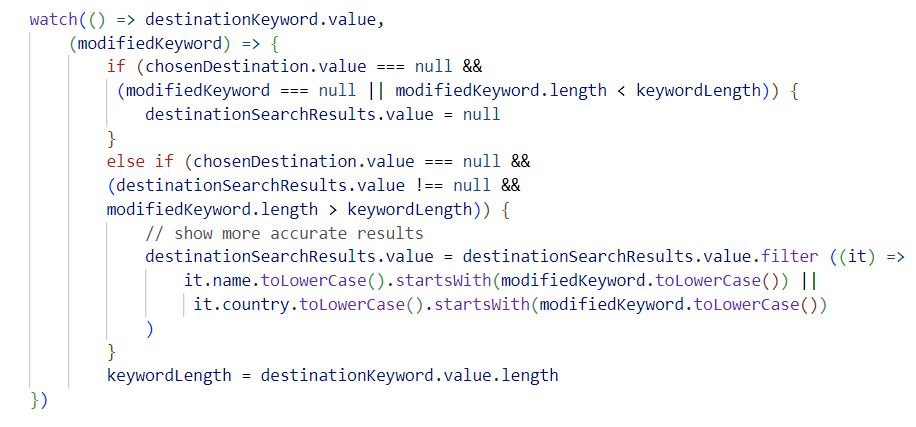 watch(() => destinationKeyword.value,
(modifiedKeyword) => {
if (chosenDestination.value === null &&
(modifiedKeyword === null || modifiedKeyword.length < keywordLength)) {
destinationSearchResults.value = null
}
else if (chosenDestination.value === null &&
(destinationSearchResults.value !== null &&
modifiedKeyword.length > keywordLength)) {
// show more accurate results
destinationSearchResults.value = destinationSearchResults.value.filter ((it) =>
it.name.toLowerCase().startsWith(modifiedKeyword.toLowerCase()) ||
it.country.toLowerCase().startsWith(modifiedKeyword.toLowerCase())
)
}
keywordLength = destinationKeyword.value.length
})